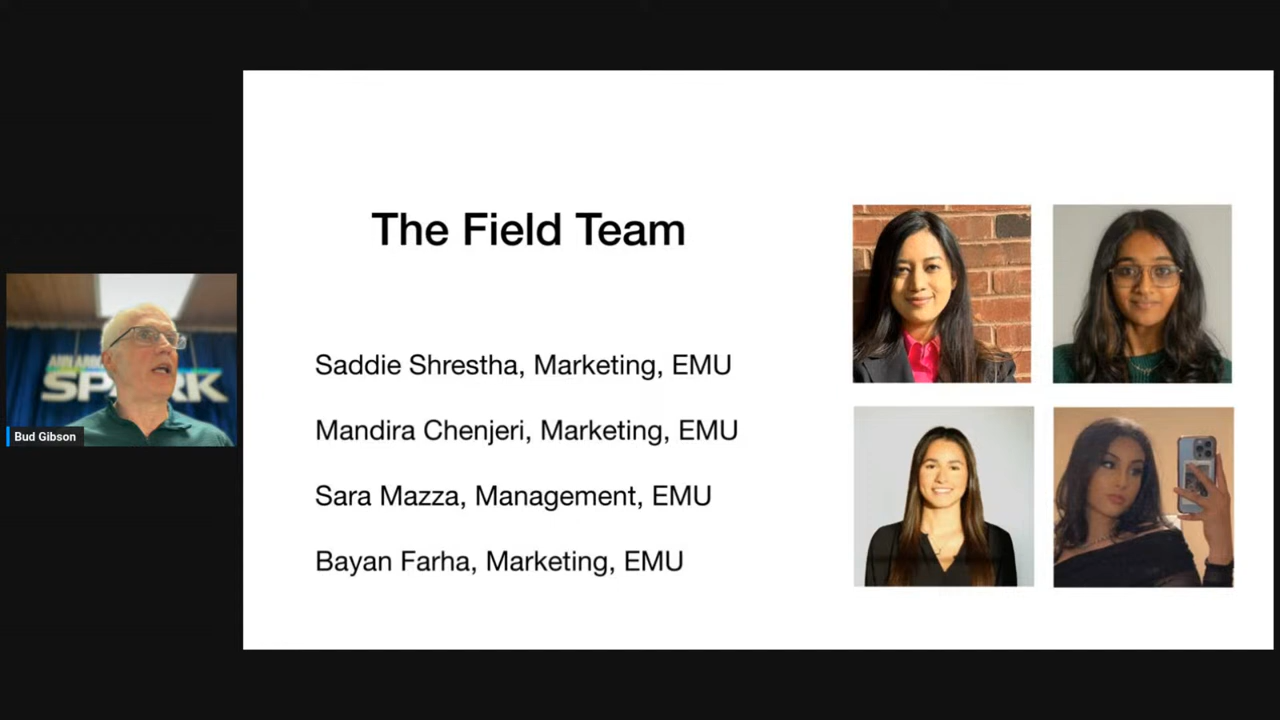 The Field Team
Saddie Shrestha, Marketing, EMU
Mandira Chenjeri, Marketing, EMU
Sara Mazza, Management, EMU
Bayan Farha, Marketing, EMU
Bud Gibson